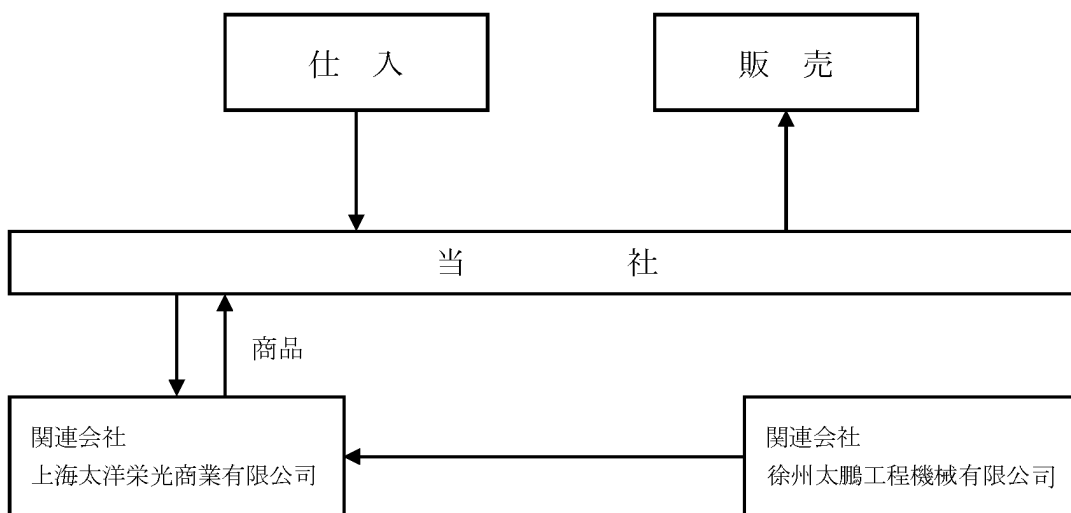 仕 入
販 売
当 社
商品
関連会社
上海太洋栄光商業有限公司
関連会社
徐州太鵬工程機械有限公司